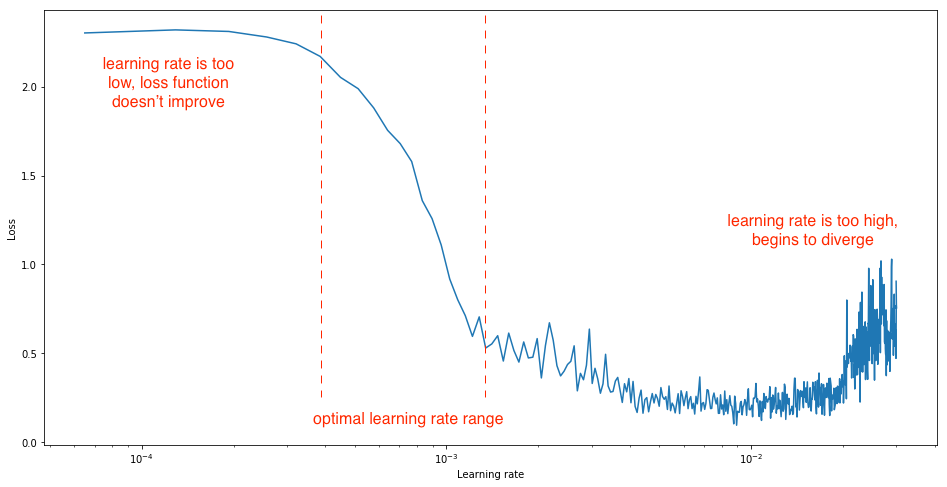 learning rate is too
low, loss function
doesn't improve
learning rate is too high,
begins to diverge
optimal learning rate range
Loss
2.0
1.5
1.0
0.5
0.0
10⁻⁴
10⁻³
10⁻²
Learning rate